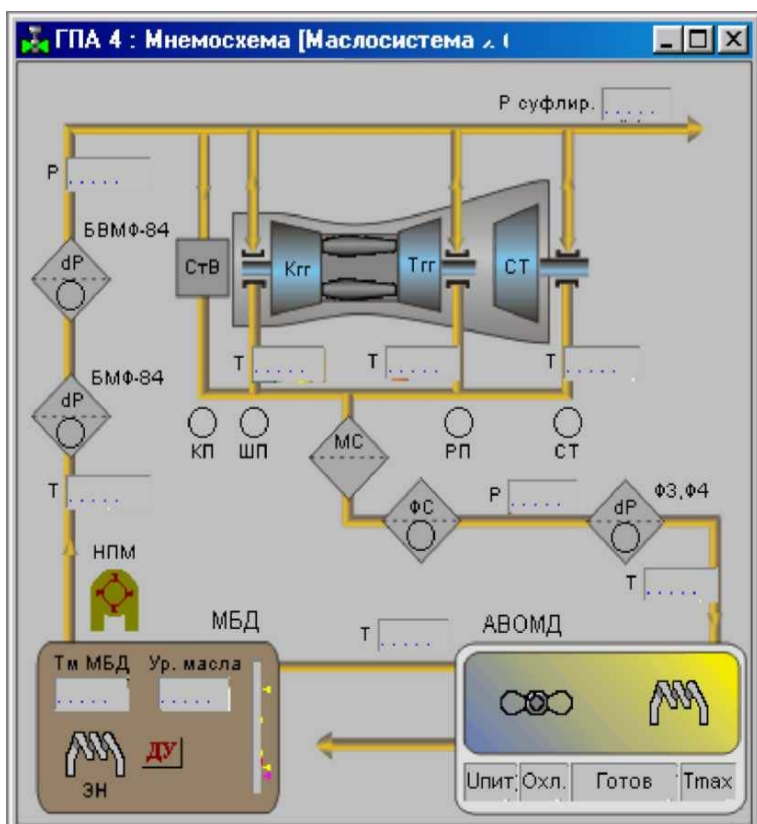 ГПА 4 : Мнемосхема [Маслосистема
Р суфлир. .....
Р .....
БВМФ-84
dP
СтВ
Кгг
Тгг
СТ
Т .....
Т .....
Т .....
БМФ-84
dP
КП
ШП
МС
РП
СТ
Т .....
ФС
Р .....
Ф3,Ф4
dP
НПМ
Т .....
МБД
Т .....
АВОМД
Тм МБД
Ур. масла
.....
.....
ДУ
ЭН
Uпит
Охл.
Готов
Tmax